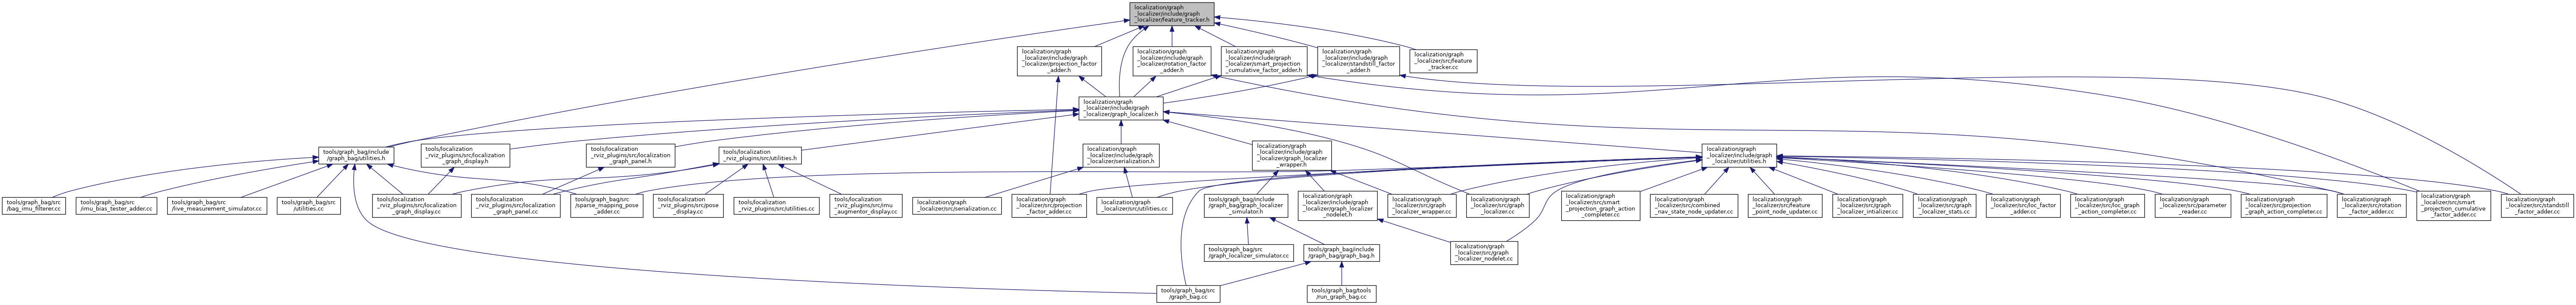 localization/graph
_localizer/include/graph
_localizer/feature_tracker.h
localization/graph
_localizer/include/graph
_localizer/projection_factor
_adder.h
localization/graph
_localizer/include/graph
_localizer/rotation_factor
_adder.h
localization/graph
_localizer/include/graph
_localizer/smart_projection
_cumulative_factor_adder.h
localization/graph
_localizer/include/graph
_localizer/standstill_factor
_adder.h
localization/graph
_localizer/src/feature
_tracker.cc
localization/graph
_localizer/include/graph
_localizer/graph_localizer.h
tools/graph_bag/include
/graph_bag/utilities.h
tools/localization
_rviz_plugins/src/localization
_graph_display.h
tools/localization
_rviz_plugins/src/localization
_graph_panel.h
tools/localization
_rviz_plugins/src/utilities.h
localization/graph
_localizer/include/graph
_localizer/serialization.h
localization/graph
_localizer/include/graph
_localizer/graph_localizer
_wrapper.h
localization/graph
_localizer/include/graph
_localizer/utilities.h
tools/graph_bag/src
/bag_imu_filterer.cc
tools/graph_bag/src
/imu_bias_tester_adder.cc
tools/graph_bag/src
/live_measurement_simulator.cc
tools/graph_bag/src
/utilities.cc
tools/localization
_rviz_plugins/src/localization
_graph_display.cc
tools/localization
_rviz_plugins/src/localization
_graph_panel.cc
tools/graph_bag/src
/sparse_mapping_pose
_adder.cc
tools/localization
_rviz_plugins/src/pose
_display.cc
tools/localization
_rviz_plugins/src/utilities.cc
tools/localization
_rviz_plugins/src/imu
_augmentor_display.cc
localization/graph
_localizer/src/serialization.cc
localization/graph
_localizer/src/projection
_factor_adder.cc
localization/graph
_localizer/src/utilities.cc
tools/graph_bag/include
/graph_bag/graph_localizer
_simulator.h
localization/graph
_localizer/include/graph
_localizer/graph_localizer
_nodelet.h
localization/graph
_localizer/src/graph
_localizer_wrapper.cc
localization/graph
_localizer/src/graph
_localizer.cc
localization/graph
_localizer/src/smart
_projection_graph_action
_completer.cc
localization/graph
_localizer/src/combined
_nav_state_node_updater.cc
localization/graph
_localizer/src/feature
_point_node_updater.cc
localization/graph
_localizer/src/graph
_localizer_intializer.cc
localization/graph
_localizer/src/graph
_localizer_stats.cc
localization/graph
_localizer/src/loc_factor
_adder.cc
localization/graph
_localizer/src/loc_graph
_action_completer.cc
localization/graph
_localizer/src/parameter
_reader.cc
localization/graph
_localizer/src/projection
_graph_action_completer.cc
localization/graph
_localizer/src/rotation
_factor_adder.cc
localization/graph
_localizer/src/smart
_projection_cumulative
_factor_adder.cc
localization/graph
_localizer/src/standstill
_factor_adder.cc
tools/graph_bag/src
/graph_localizer_simulator.cc
tools/graph_bag/include
/graph_bag/graph_bag.h
localization/graph
_localizer/src/graph
_localizer_nodelet.cc
tools/graph_bag/src
/graph_bag.cc
tools/graph_bag/tools
/run_graph_bag.cc